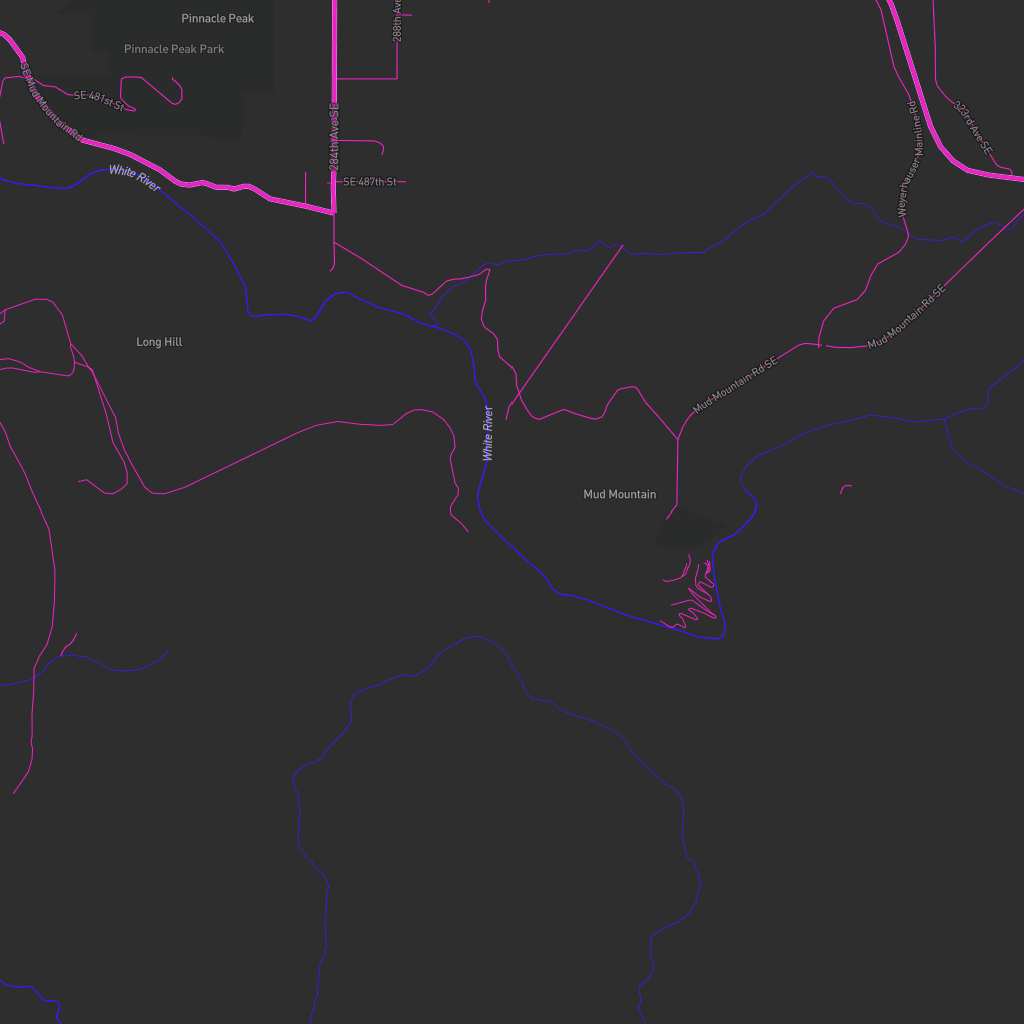 Pinnacle Peak
288th Ave
Pinnacle Peak Park
SE 481st St
SE Mud Mountain Rd
284th Ave SE
Weyerhauser Mainline Rd
323rd Ave SE
White River
SE 487th St
Mud Mountain Rd SE
Long Hill
Mud Mountain Rd SE
White River
Mud Mountain